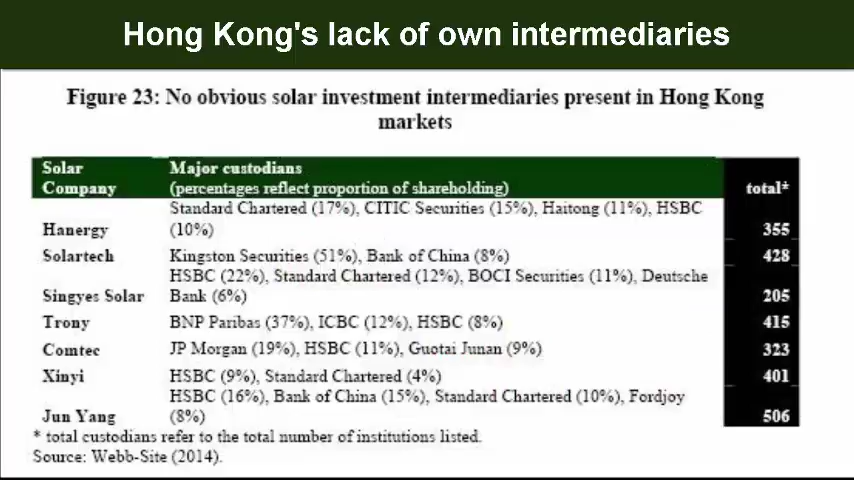 Hong Kong's lack of own intermediaries
Figure 23: No obvious solar investment intermediaries present in Hong Kong
markets
Solar
Company
Major custodians
(percentages reflect proportion of shareholding)
total*
Hanergy
Standard Chartered (17%), CITIC Securities (15%), Haitong (11%), HSBC
(10%)
355
Solartech
Kingston Securities (51%), Bank of China (8%)
428
Singyes Solar
HSBC (22%), Standard Chartered (12%), BOCI Securities (11%), Deutsche
Bank (6%)
205
Trony
BNP Paribas (37%), ICBC (12%), HSBC (8%)
415
Comtec
JP Morgan (19%), HSBC (11%), Guotai Junan (9%)
323
Xinyi
HSBC (9%), Standard Chartered (4%)
401
Jun Yang
HSBC (16%), Bank of China (15%), Standard Chartered (10%), Fordjoy
(8%)
506
* total custodians refer to the total number of institutions listed.
Source: Webb-Site (2014).